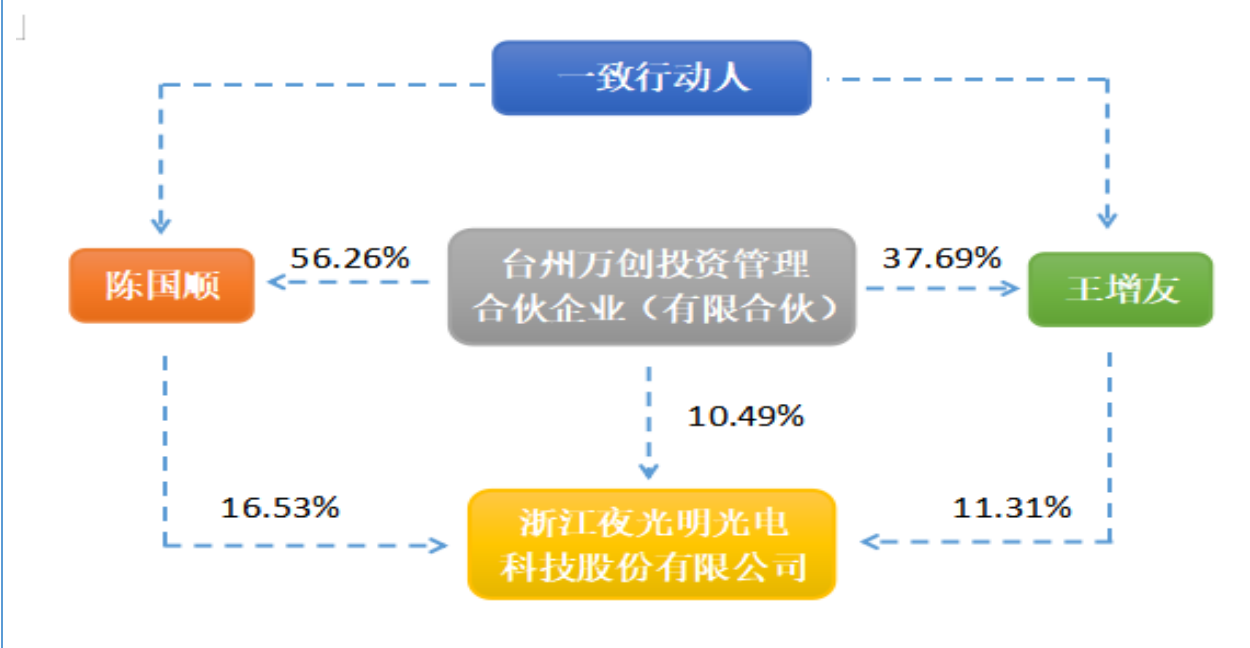 一致行动人
56.26%
台州万创投资管理
合伙企业（有限合伙）
37.69%
陈国顺
王增友
10.49%
16.53%
浙江夜光明光电
科技股份有限公司
11.31%